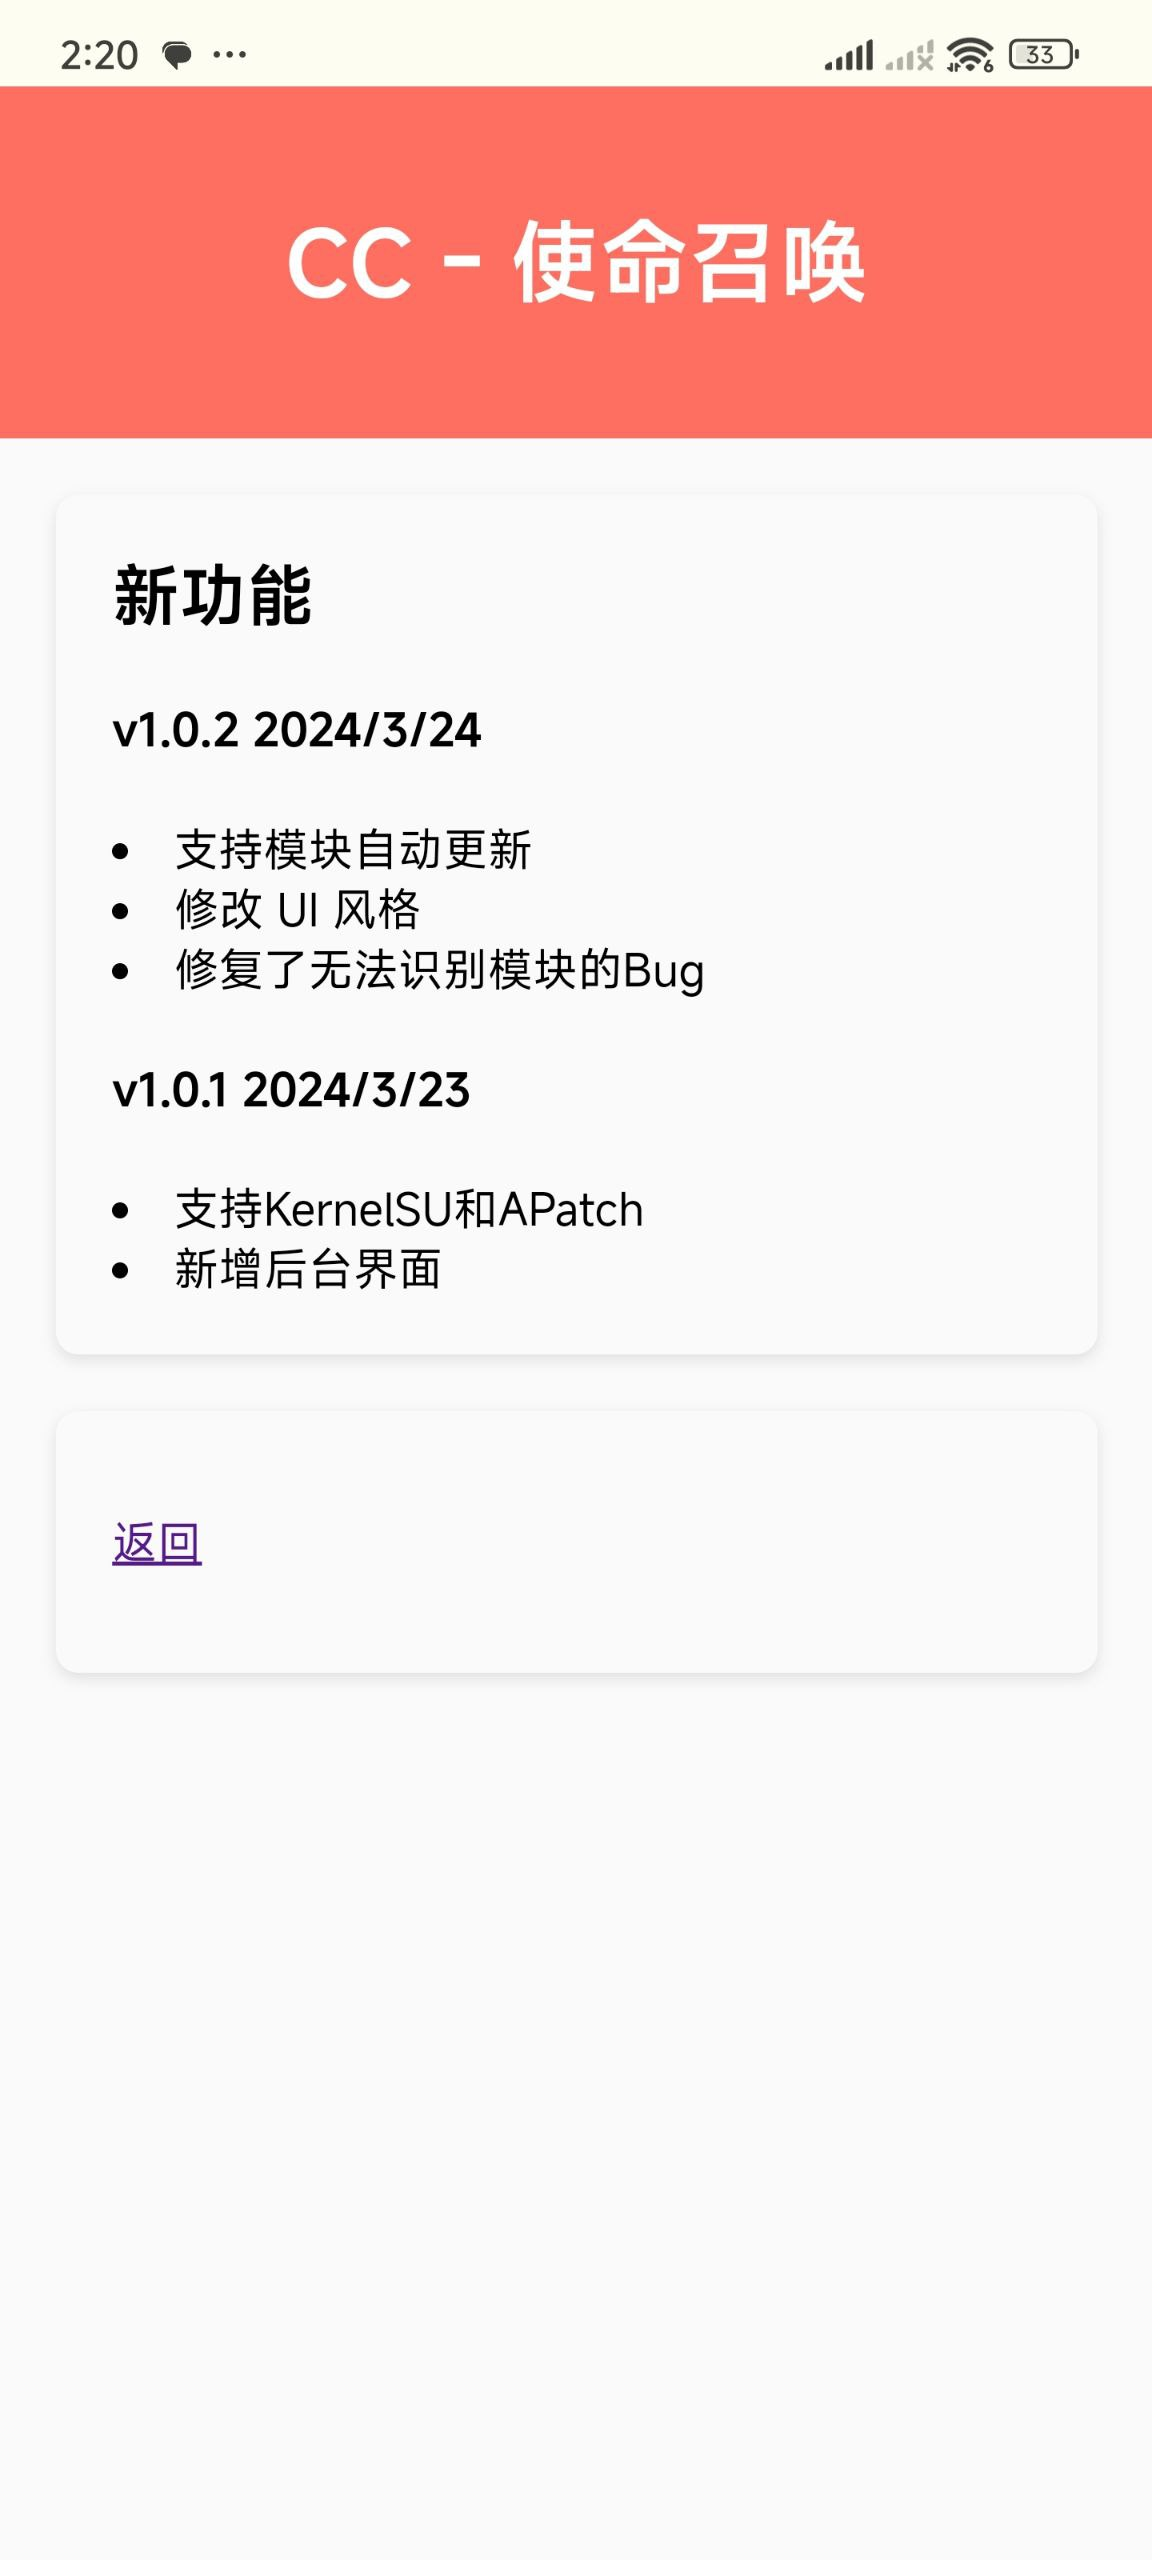 2:20
33
CC - 使命召唤
新功能
v1.0.2 2024/3/24
支持模块自动更新
修改 UI 风格
修复了无法识别模块的Bug
v1.0.1 2024/3/23
支持KernelSU和APatch
新增后台界面
返回